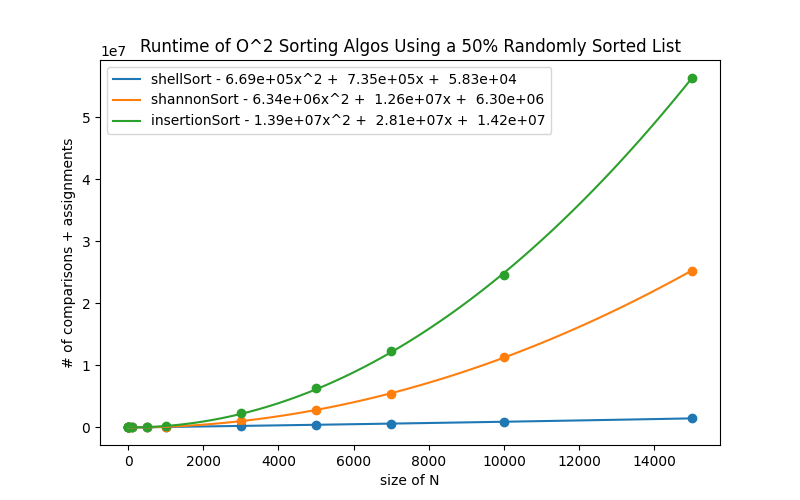 Runtime of O^2 Sorting Algos Using a 50% Randomly Sorted List
1e7
shellSort - 6.69e+05x^2 +  7.35e+05x +  5.83e+04
shannonSort - 6.34e+06x^2 +  1.26e+07x +  6.30e+06
insertionSort - 1.39e+07x^2 +  2.81e+07x +  1.42e+07
# of comparisons + assignments
5
4
3
2
1
0
0 2000 4000 6000 8000 10000 12000 14000
size of N